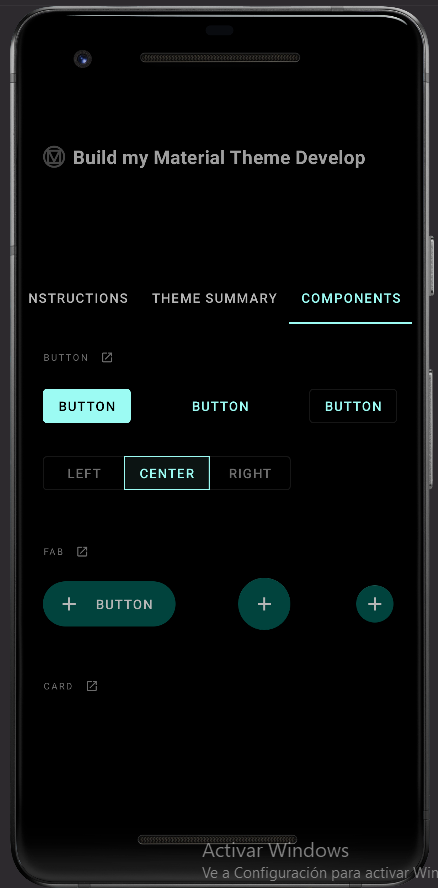 Build my Material Theme Develop
NSTRUCTIONS THEME SUMMARY COMPONENTS
BUTTON
BUTTON BUTTON BUTTON
LEFT CENTER RIGHT
FAB
BUTTON
CARD
Activar Windows
Ve a Configuración para activar Win